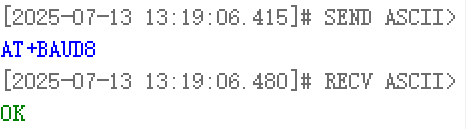 [2025-07-13 13:19:06.415]# SEND ASCII>
AT+BAUD8
[2025-07-13 13:19:06.480]# RECV ASCII>
OK